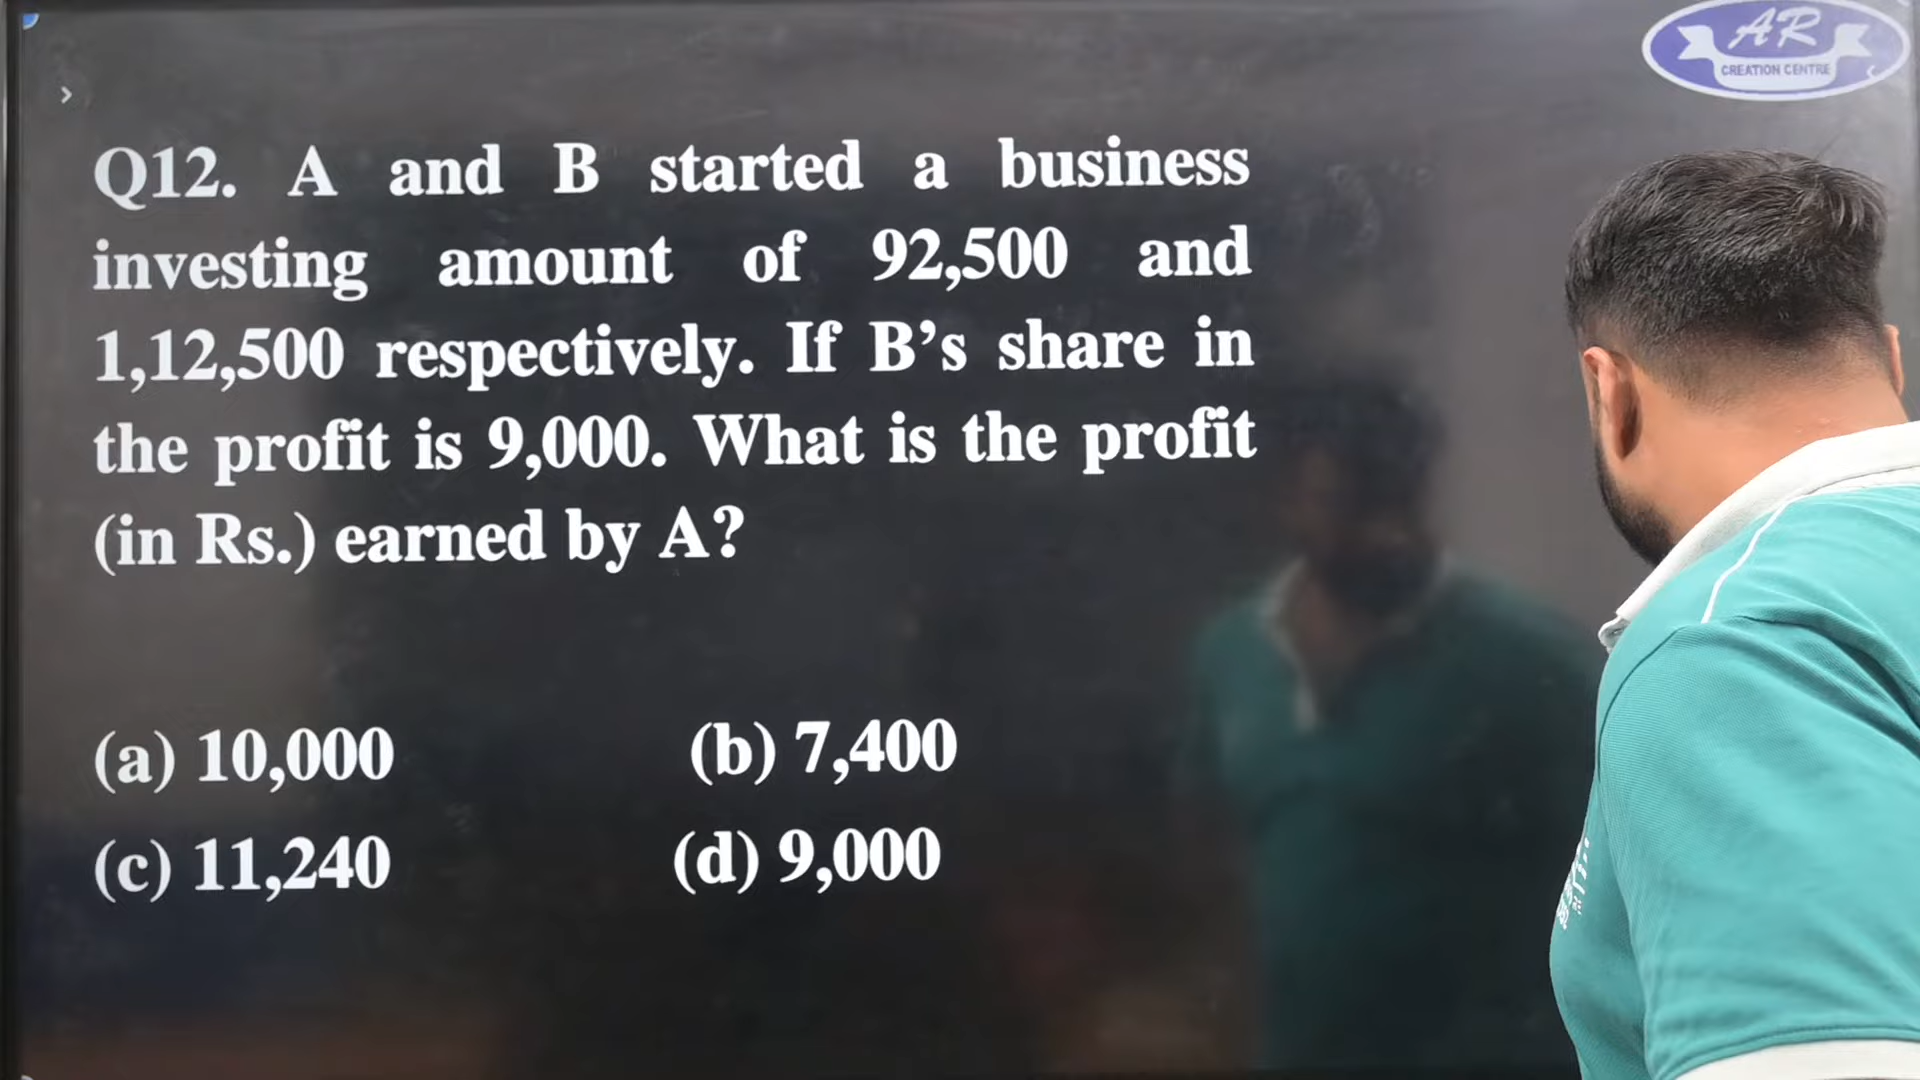 AR
CREATION CENTRE
Q12. A and B started a business
investing amount of 92,500 and
1,12,500 respectively. If B’s share in
the profit is 9,000. What is the profit
(in Rs.) earned by A?
(a) 10,000 (b) 7,400
(c) 11,240 (d) 9,000